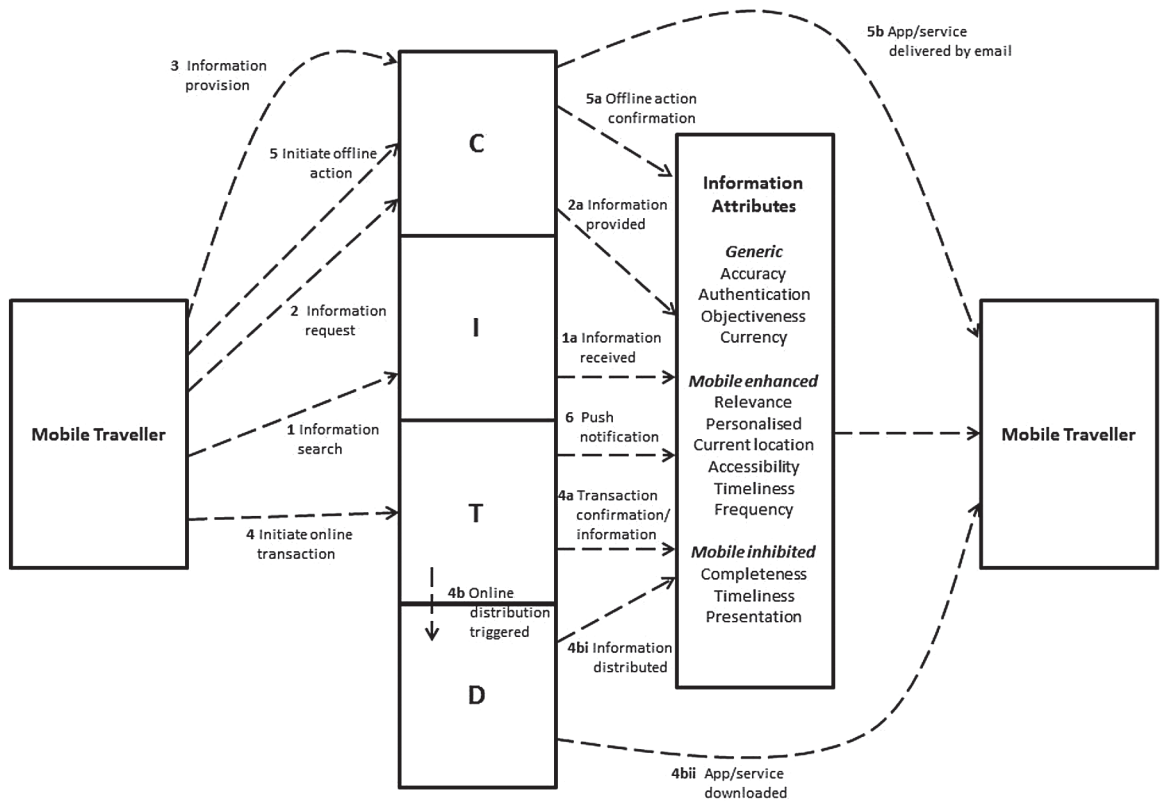 3 Information
provision
5 Initiate offline
action
2 Information
request
1 Information
search
4 Initiate online
transaction
Mobile Traveller
C
I
T
D
4b Online
distribution
triggered
5b App/service
delivered by email
5a Offline action
confirmation
2a Information
provided
1a Information
received
6 Push
notification
4a Transaction
confirmation/
information
4bi Information
distributed
4bii App/service
downloaded
Information
Attributes
Generic
Accuracy
Authentication
Objectiveness
Currency
Mobile enhanced
Relevance
Personalised
Current location
Accessibility
Timeliness
Frequency
Mobile inhibited
Completeness
Timeliness
Presentation
Mobile Traveller